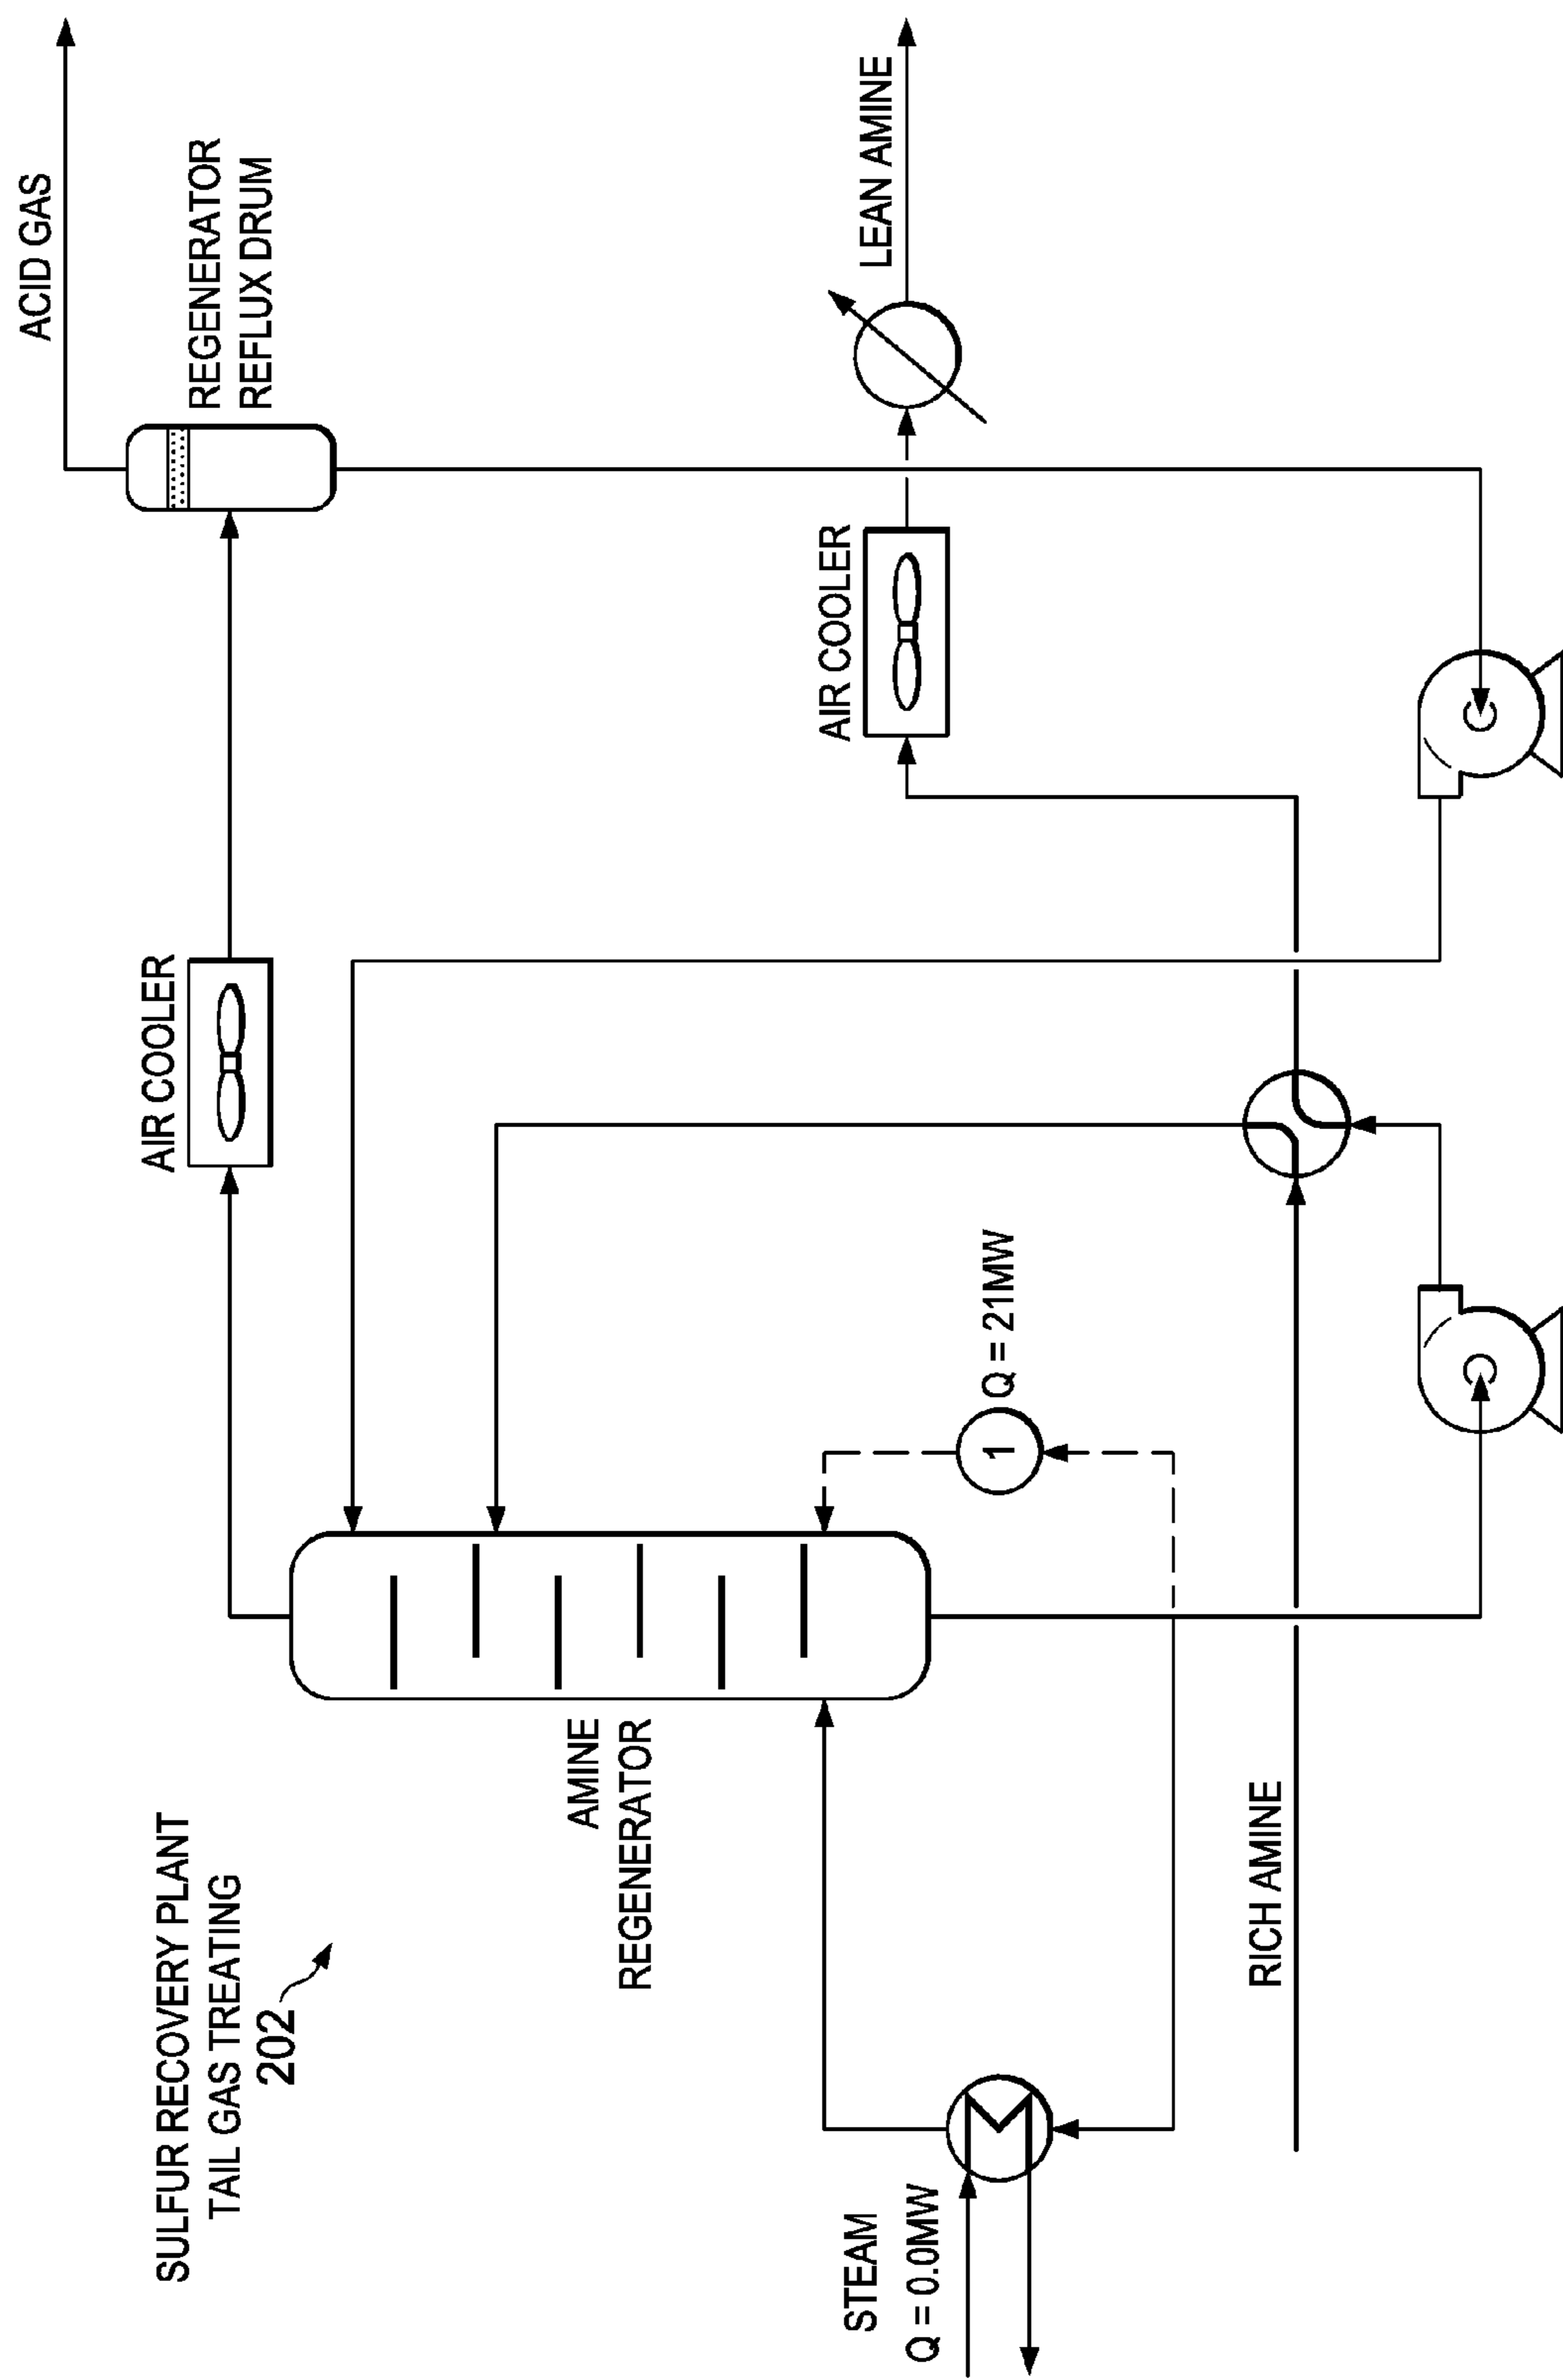 SULFUR RECOVERY PLANT
TAIL GAS TREATING
202
AIR COOLER
ACID GAS
REGENERATOR
REFLUX DRUM
AMINE
REGENERATOR
STEAM
Q = 0.0MW
1
Q = 21MW
AIR COOLER
LEAN AMINE
RICH AMINE